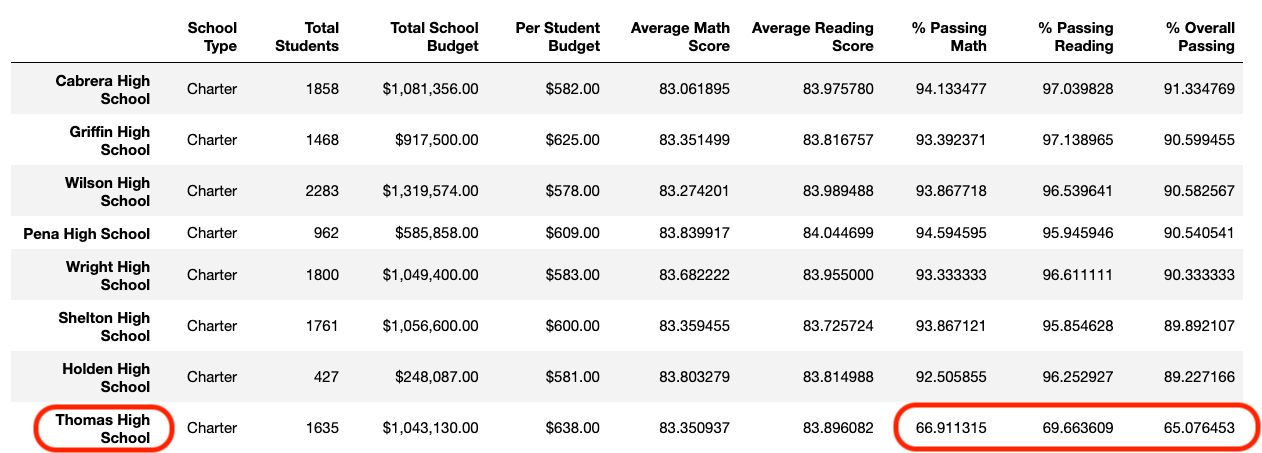 School Type Total Students Total School Budget Per Student Budget Average Math Score Average Reading Score % Passing Math % Passing Reading % Overall Passing
Cabrera High School Charter 1858 $1,081,356.00 $582.00 83.061895 83.975780 94.133477 97.039828 91.334769
Griffin High School Charter 1468 $917,500.00 $625.00 83.351499 83.816757 93.392371 97.138965 90.599455
Wilson High School Charter 2283 $1,319,574.00 $578.00 83.274201 83.989488 93.867718 96.539641 90.582567
Pena High School Charter 962 $585,858.00 $609.00 83.839917 84.044699 94.594595 95.945946 90.540541
Wright High School Charter 1800 $1,049,400.00 $583.00 83.682222 83.955000 93.333333 96.611111 90.333333
Shelton High School Charter 1761 $1,056,600.00 $600.00 83.359455 83.725724 93.867121 95.854628 89.892107
Holden High School Charter 427 $248,087.00 $581.00 83.803279 83.814988 92.505855 96.252927 89.227166
Thomas High School Charter 1635 $1,043,130.00 $638.00 83.350937 83.896082 66.911315 69.663609 65.076453